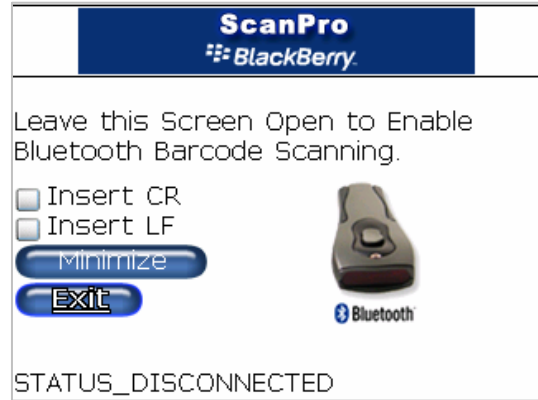 ScanPro
BlackBerry
Leave this Screen Open to Enable
Bluetooth Barcode Scanning.
Insert CR
Insert LF
Minimize
Exit
Bluetooth
STATUS_DISCONNECTED